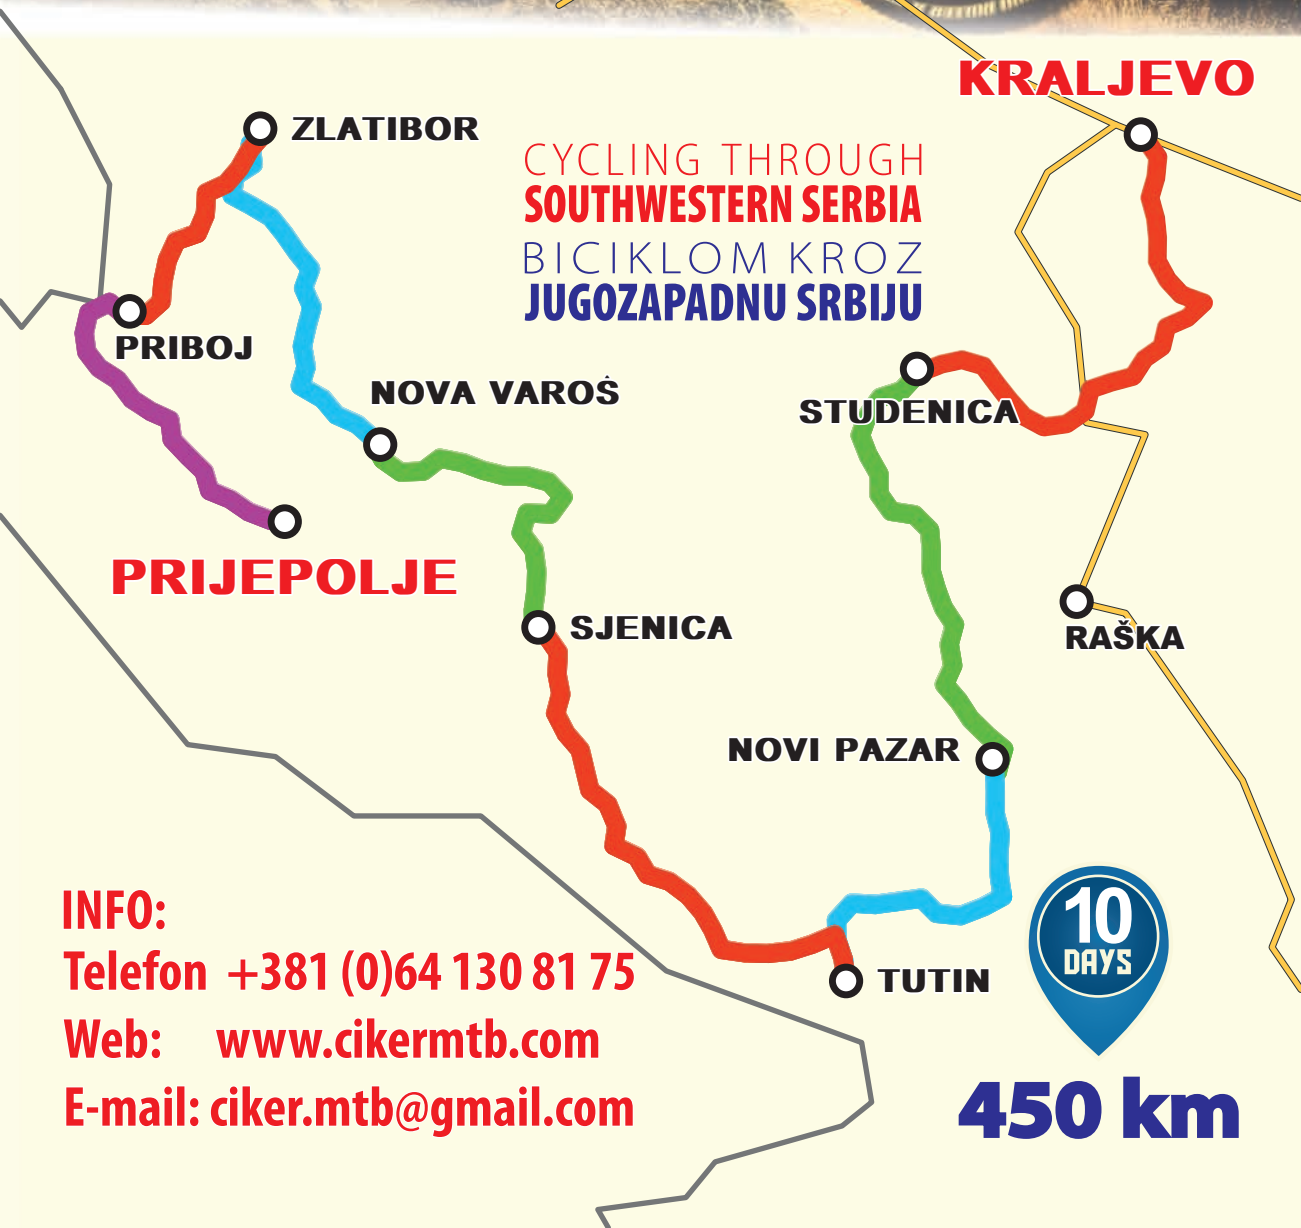 KRALJEVO
ZLATIBOR
CYCLING THROUGH
SOUTHWESTERN SERBIA
BICIKLOM KROZ
JUGOZAPADNU SRBIJU
PRIBOJ
NOVA VAROŠ
STUDENICA
PRIJEPOLJE
SJENICA
RAŠKA
NOVI PAZAR
TUTIN
10
DAYS
450 km
INFO:
Telefon +381 (0)64 130 81 75
Web: www.cikermtb.com
E-mail: ciker.mtb@gmail.com